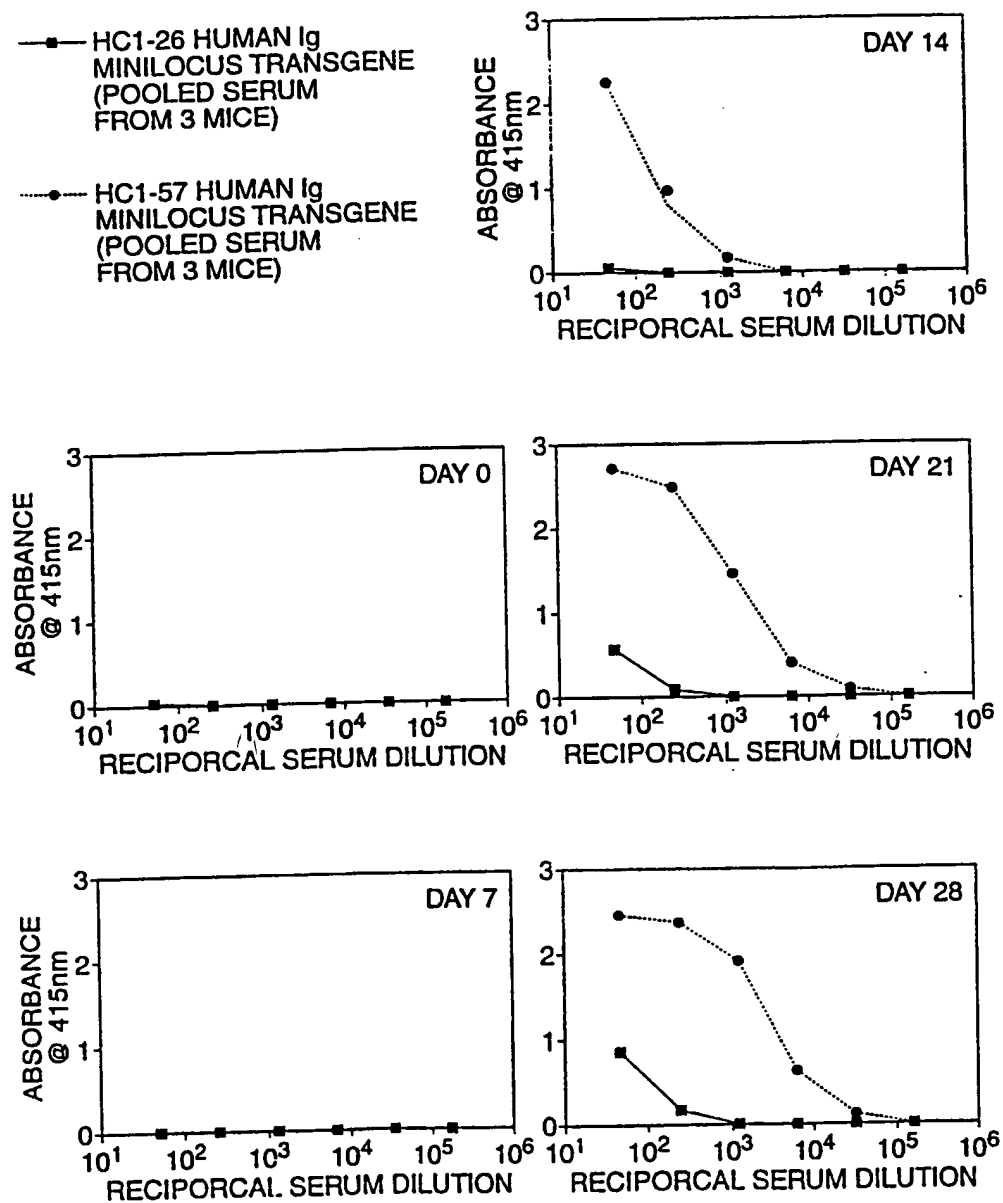 HC1-26 HUMAN Ig
MINILOCUS TRANSGENE
(POOLED SERUM
FROM 3 MICE)
HC1-57 HUMAN Ig
MINILOCUS TRANSGENE
(POOLED SERUM
FROM 3 MICE)
DAY 14
ABSORBANCE
@ 415nm
3
2
1
0
10¹ 10² 10³ 10⁴ 10⁵ 10⁶
RECIPORCAL SERUM DILUTION
DAY 0
ABSORBANCE
@ 415nm
3
2
1
0
10¹ 10² 10³ 10⁴ 10⁵ 10⁶
RECIPORCAL SERUM DILUTION
DAY 21
3
2
1
0
10¹ 10² 10³ 10⁴ 10⁵ 10⁶
RECIPORCAL SERUM DILUTION
DAY 7
ABSORBANCE
@ 415nm
3
2
1
0
10¹ 10² 10³ 10⁴ 10⁵ 10⁶
RECIPORCAL SERUM DILUTION
DAY 28
3
2
1
0
10¹ 10² 10³ 10⁴ 10⁵ 10⁶
RECIPORCAL SERUM DILUTION